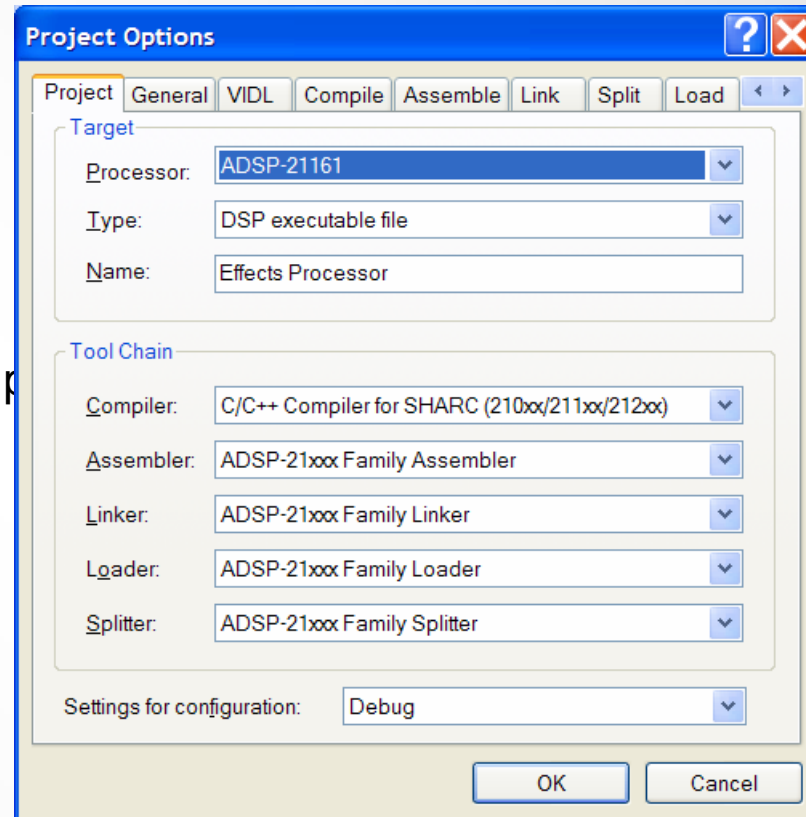 Project Options
Project General VIDL Compile Assemble Link Split Load
Target
Processor: ADSP-21161
Type: DSP executable file
Name: Effects Processor
Tool Chain
Compiler: C/C++ Compiler for SHARC (210xx/211xx/212xx)
Assembler: ADSP-21xxx Family Assembler
Linker: ADSP-21xxx Family Linker
Loader: ADSP-21xxx Family Loader
Splitter: ADSP-21xxx Family Splitter
Settings for configuration: Debug
OK Cancel